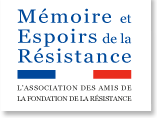 Mémoire et
Espoirs de la
Résistance
L'ASSOCIATION DES AMIS DE
LA FONDATION DE LA RÉSISTANCE